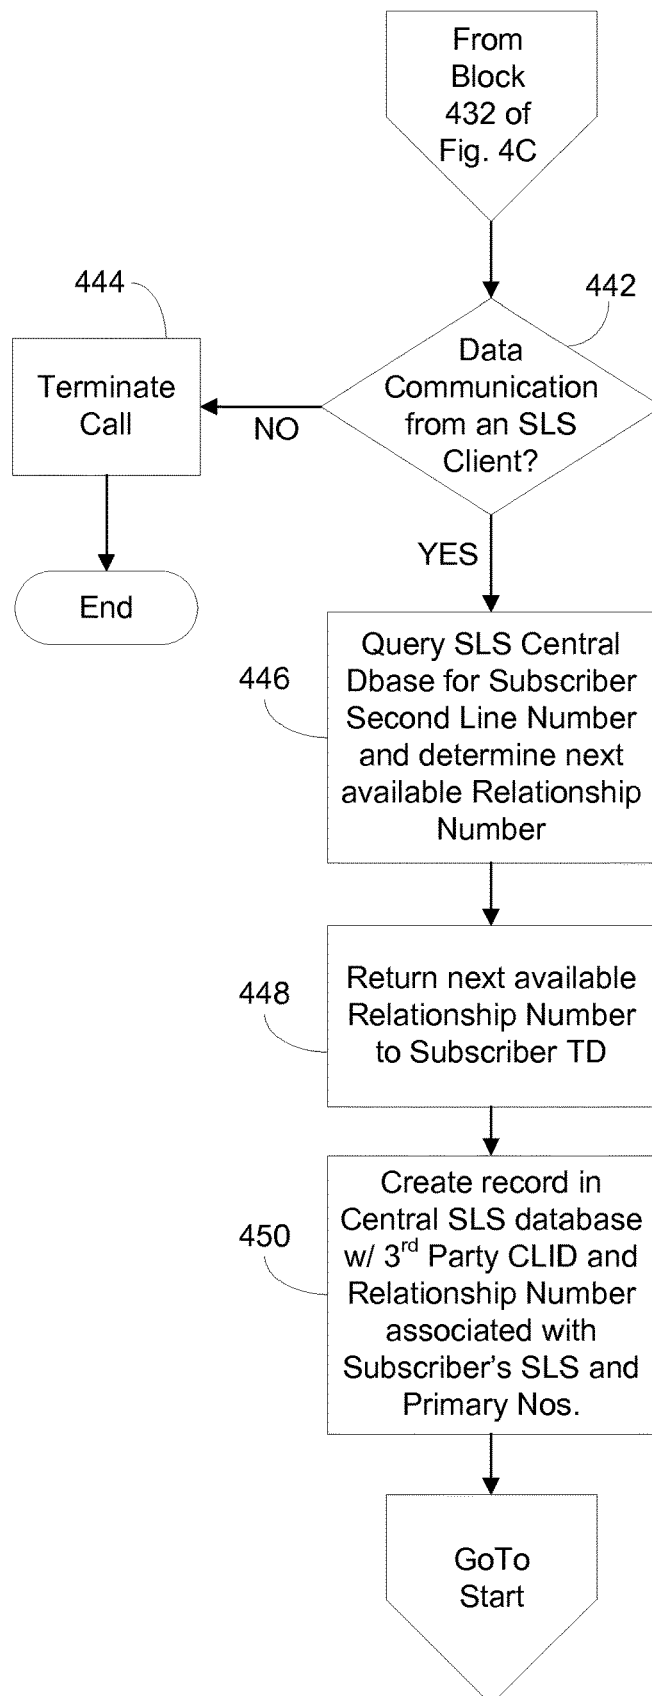 From
Block
432 of
Fig. 4C
444
442
Data
Communication
from an SLS
Client?
Terminate
Call
NO
YES
End
446
Query SLS Central
Dbase for Subscriber
Second Line Number
and determine next
available Relationship
Number
448
Return next available
Relationship Number
to Subscriber TD
450
Create record in
Central SLS database
w/ 3rd Party CLID and
Relationship Number
associated with
Subscriber's SLS and
Primary Nos.
GoTo
Start